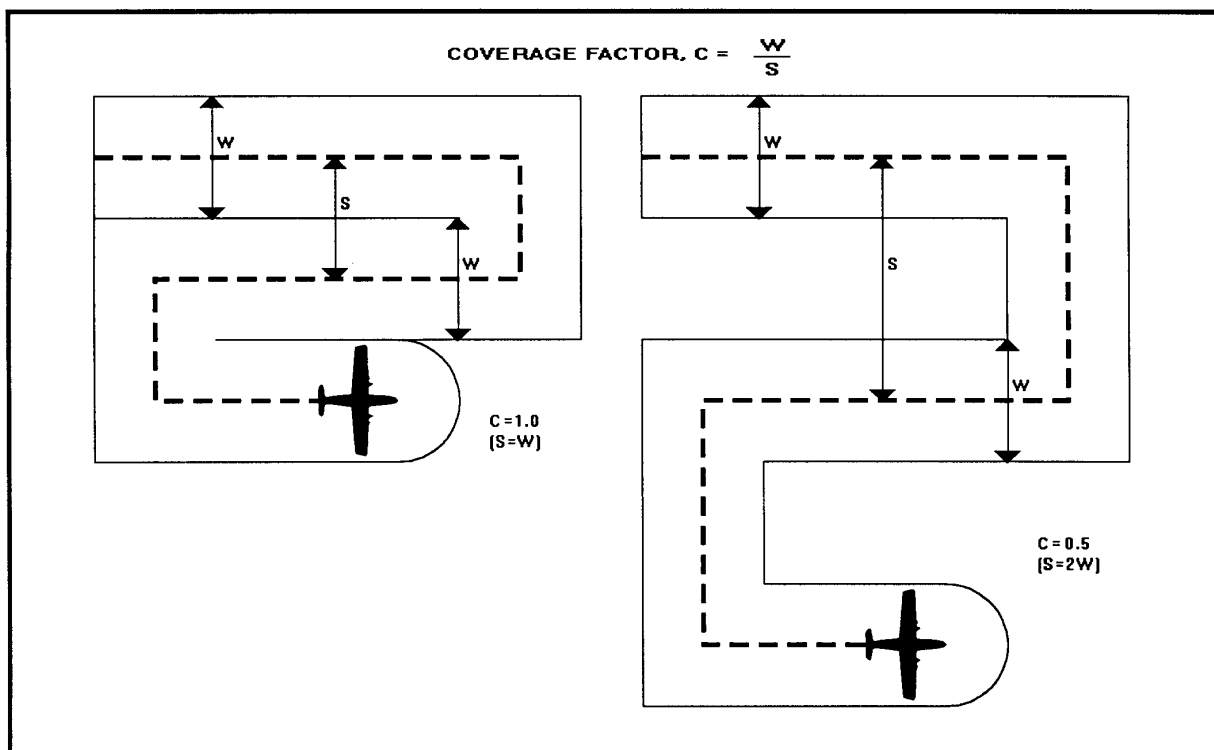 COVERAGE FACTOR, C = W
S
W
S
W
C=1.0
(S=W)
W
S
W
C=0.5
(S=2W)